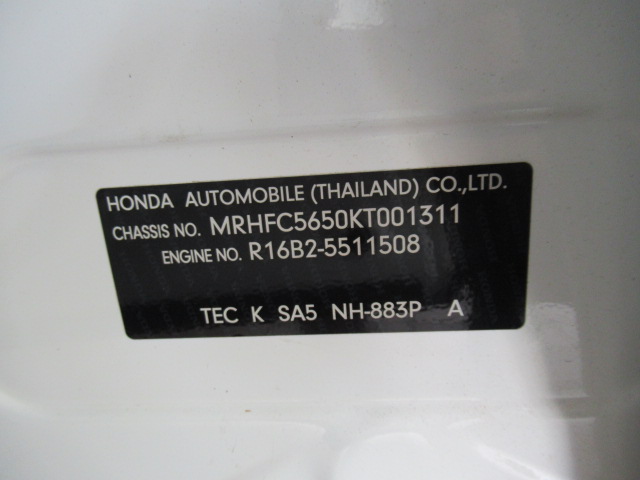 HONDA AUTOMOBILE (THAILAND) CO.,LTD.
CHASSIS NO. MRHFC5650KT001311
ENGINE NO. R16B2-5511508
TEC K SA5 NH-883P A